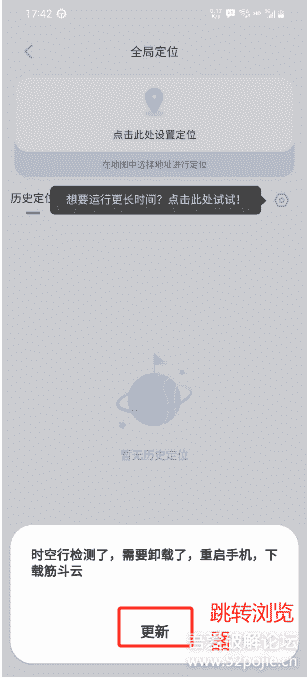 17:42
全局定位
点击此处设置定位
在地图中选择地址进行定位
历史定位
想要运行更长时间？点击此处试试！
暂无历史定位
时空行检测了，需要卸载了，重启手机，下
载筋斗云
更新
跳转浏览
器
吾爱破解论坛
www.52pojie.cn